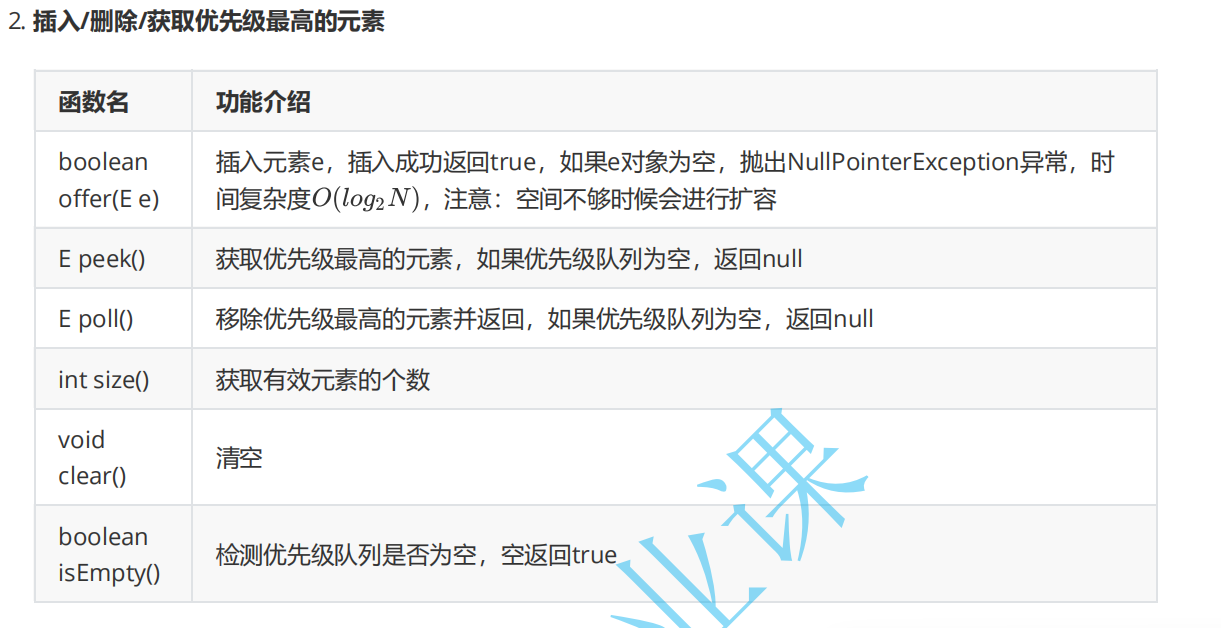 2. 插入/删除/获取优先级最高的元素
函数名
功能介绍
boolean
offer(E e)
插入元素e，插入成功返回true，如果e对象为空，抛出NullPointerException异常，时
间复杂度O(log₂N)，注意：空间不够时候会进行扩容
E peek()
获取优先级最高的元素，如果优先级队列为空，返回null
E poll()
移除优先级最高的元素并返回，如果优先级队列为空，返回null
int size()
获取有效元素的个数
void
clear()
清空
boolean
isEmpty()
检测优先级队列是否为空，空返回true
业课